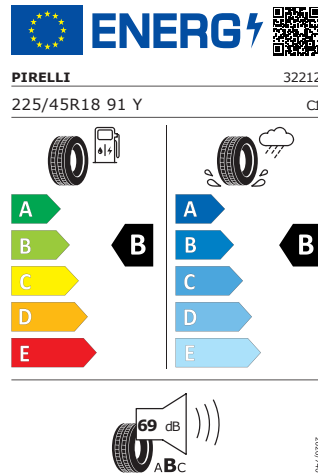 ENERG
PIRELLI 32212
225/45R18 91 Y C1
A A
B B B B
C C
D D
E E
69 dB
ABC